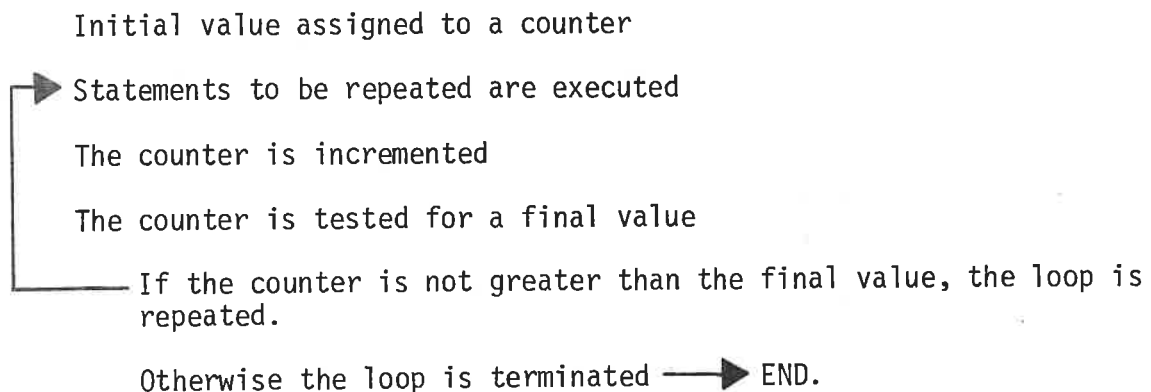 Initial value assigned to a counter
Statements to be repeated are executed
The counter is incremented
The counter is tested for a final value
If the counter is not greater than the final value, the loop is
repeated.
Otherwise the loop is terminated END.